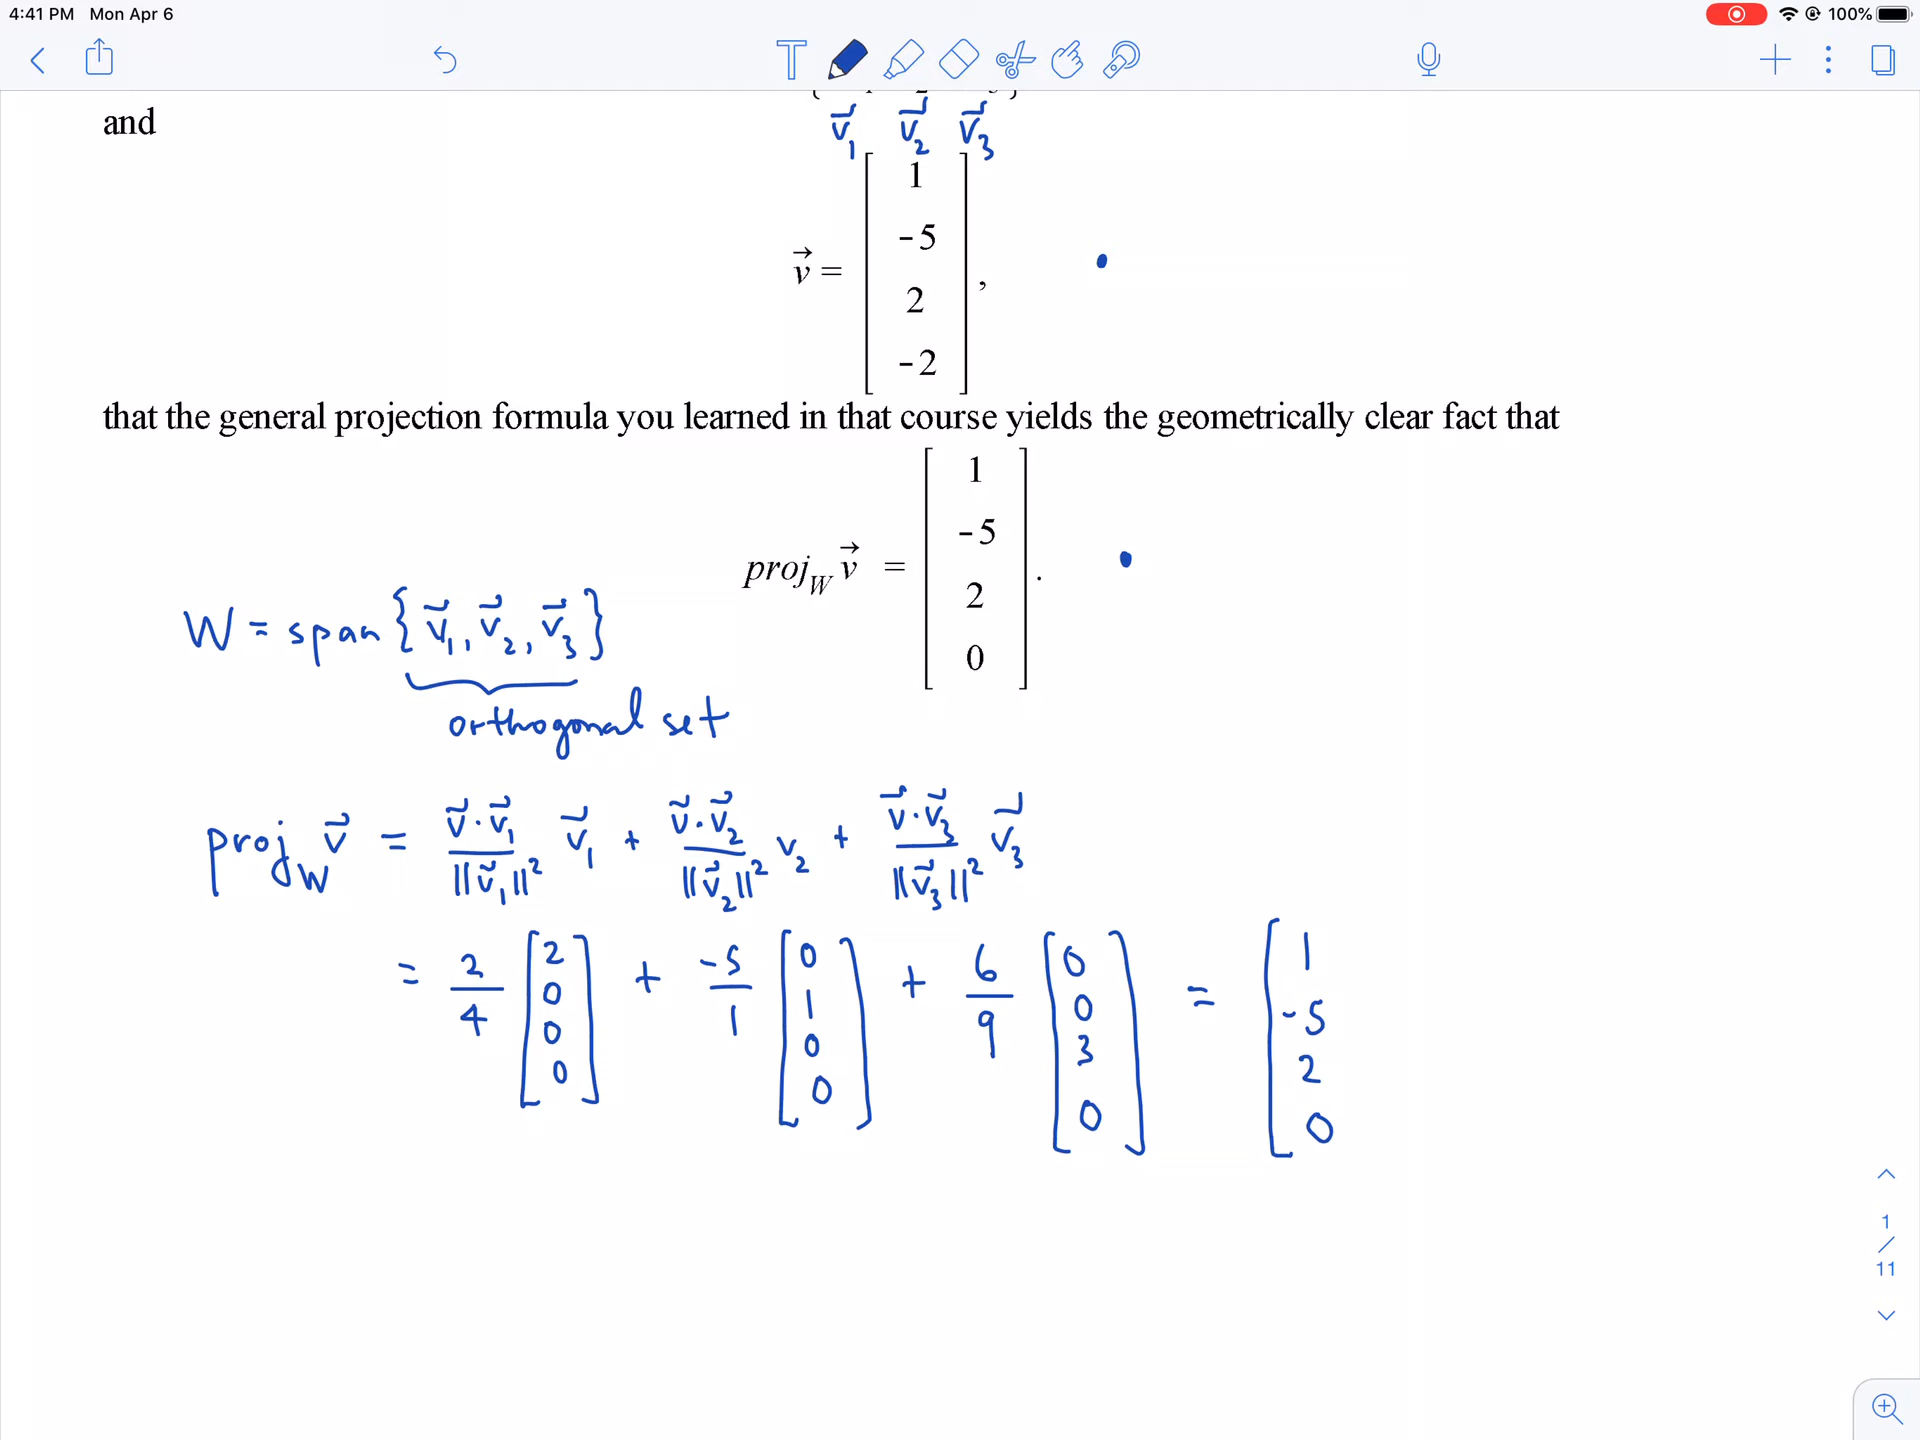 4:41 PM Mon Apr 6 100%
T
and
v⃗₁ v⃗₂ v⃗₃
v⃗ = [ 1
-5
2
-2 ] ,
that the general projection formula you learned in that course yields the geometrically clear fact that
proj_W v⃗ = [ 1
-5
2
0 ] .
W = span { v⃗₁, v⃗₂, v⃗₃ }
orthogonal set
proj_W v⃗ = (v⃗ · v⃗₁)/||v⃗₁||² v⃗₁ + (v⃗ · v⃗₂)/||v⃗₂||² v₂ + (v⃗ · v⃗₃)/||v⃗₃||² v⃗₃
= 2/4 [ 2 0 0 0 ] + -5/1 [ 0 1 0 0 ] + 6/9 [ 0 0 3 0 ] = [ 1 -5 2 0
1
/
11